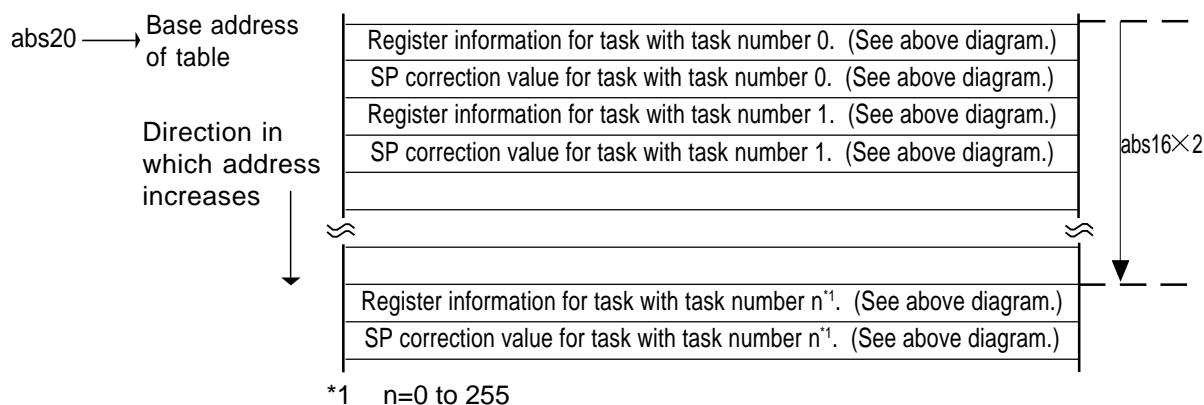 abs20
Base address
of table
Register information for task with task number 0. (See above diagram.)
SP correction value for task with task number 0. (See above diagram.)
Register information for task with task number 1. (See above diagram.)
SP correction value for task with task number 1. (See above diagram.)
Direction in
which address
increases
abs16×2
Register information for task with task number n*1. (See above diagram.)
SP correction value for task with task number n*1. (See above diagram.)
*1 n=0 to 255